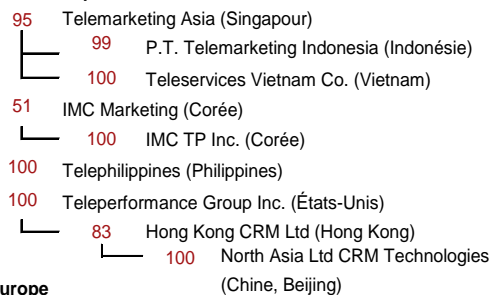 95 Telemarketing Asia (Singapour)
99 P.T. Telemarketing Indonesia (Indonésie)
100 Teleservices Vietnam Co. (Vietnam)
51 IMC Marketing (Corée)
100 IMC TP Inc. (Corée)
100 Telephilippines (Philippines)
100 Teleperformance Group Inc. (États-Unis)
83 Hong Kong CRM Ltd (Hong Kong)
100 North Asia Ltd CRM Technologies
(Chine, Beijing)
urope